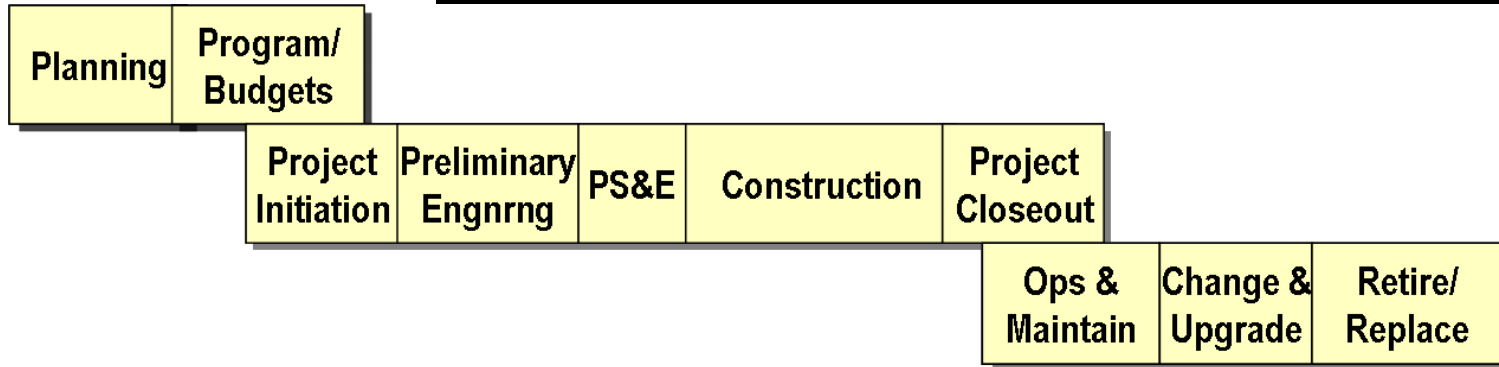 Planning
Program/
Budgets
Project
Initiation
Preliminary
Engnrng
PS&E
Construction
Project
Closeout
Ops &
Maintain
Change &
Upgrade
Retire/
Replace